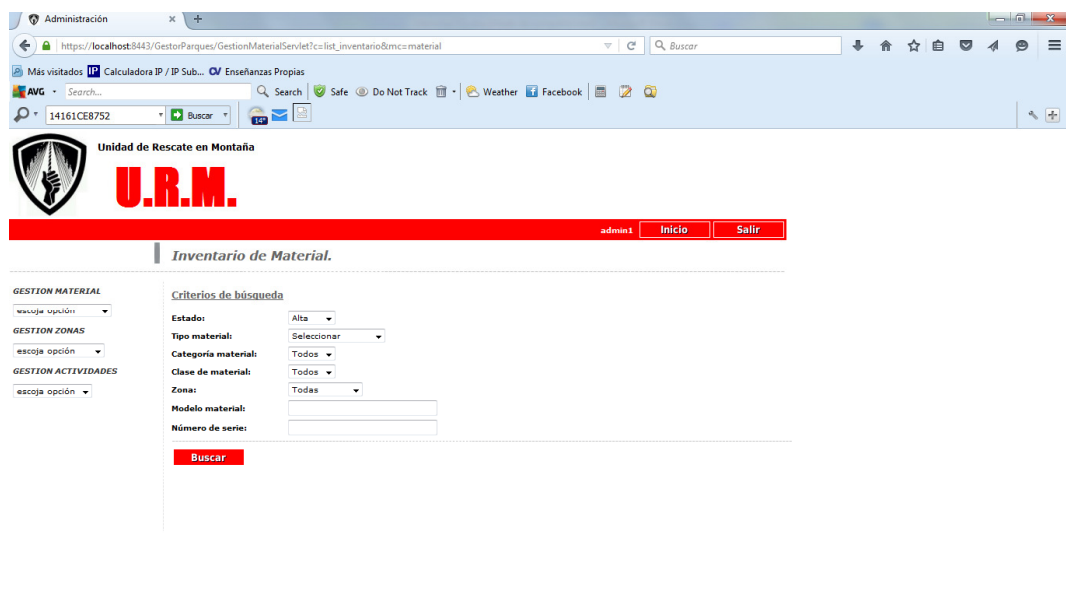 Administración
https://localhost:8443/GestorParques/GestionMaterialServlet?c=list_inventario&mc=material
Buscar
Más visitados IP Calculadora IP / IP Sub... Enseñanzas Propias
AVG Search... Search Safe Do Not Track Weather Facebook
14161CE8752 Buscar 14°
Unidad de Rescate en Montaña
U.R.M.
admin1 Inicio Salir
Inventario de Material.
GESTION MATERIAL
escoja opción
GESTION ZONAS
escoja opción
GESTION ACTIVIDADES
escoja opción
Criterios de búsqueda
Estado: Alta
Tipo material: Seleccionar
Categoría material: Todos
Clase de material: Todos
Zona: Todas
Modelo material:
Número de serie:
Buscar